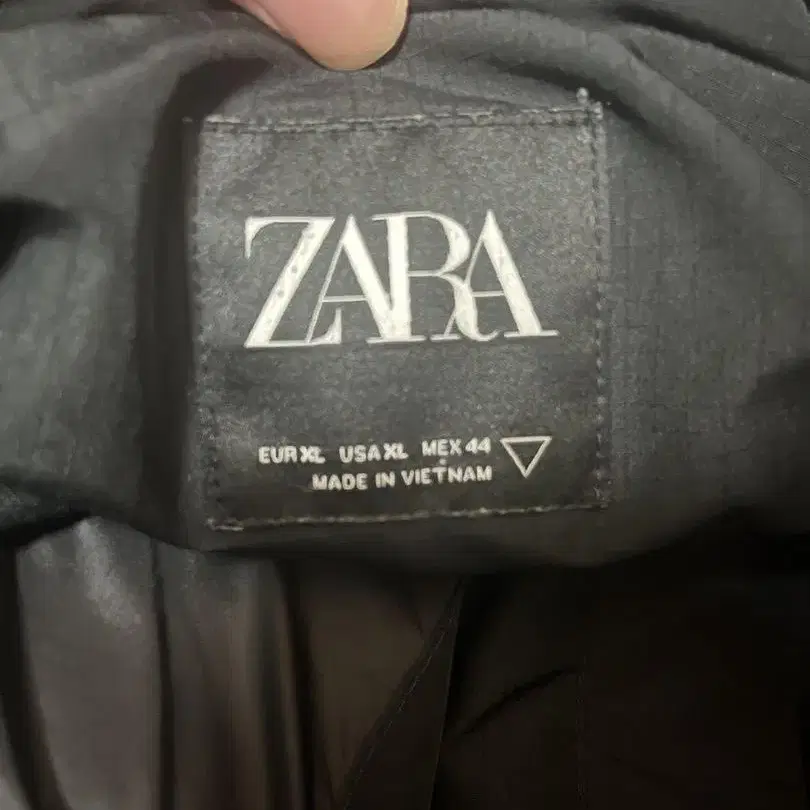 ZARA
EUR XL USA XL MEX 44
MADE IN VIETNAM